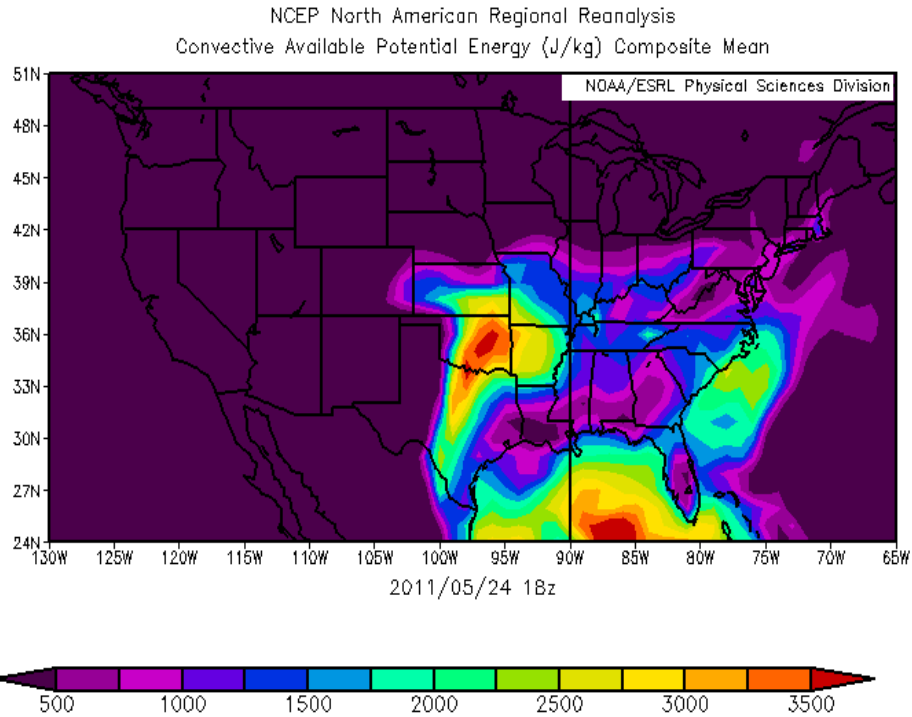 NCEP North American Regional Reanalysis
Convective Available Potential Energy (J/kg) Composite Mean
NOAA/ESRL Physical Sciences Division
51N
48N
45N
42N
39N
36N
33N
30N
27N
24N
130W 125W 120W 115W 110W 105W 100W 95W 90W 85W 80W 75W 70W 65W
2011/05/24 18z
500 1000 1500 2000 2500 3000 3500